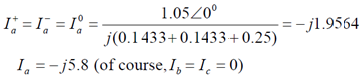 I_a^+ = I_a^- = I_a^0 = \frac{1.05∠0^0}{j(0.1433+0.1433+0.25)} = -j1.9564
I_a = -j5.8 (of course, I_b = I_c = 0)